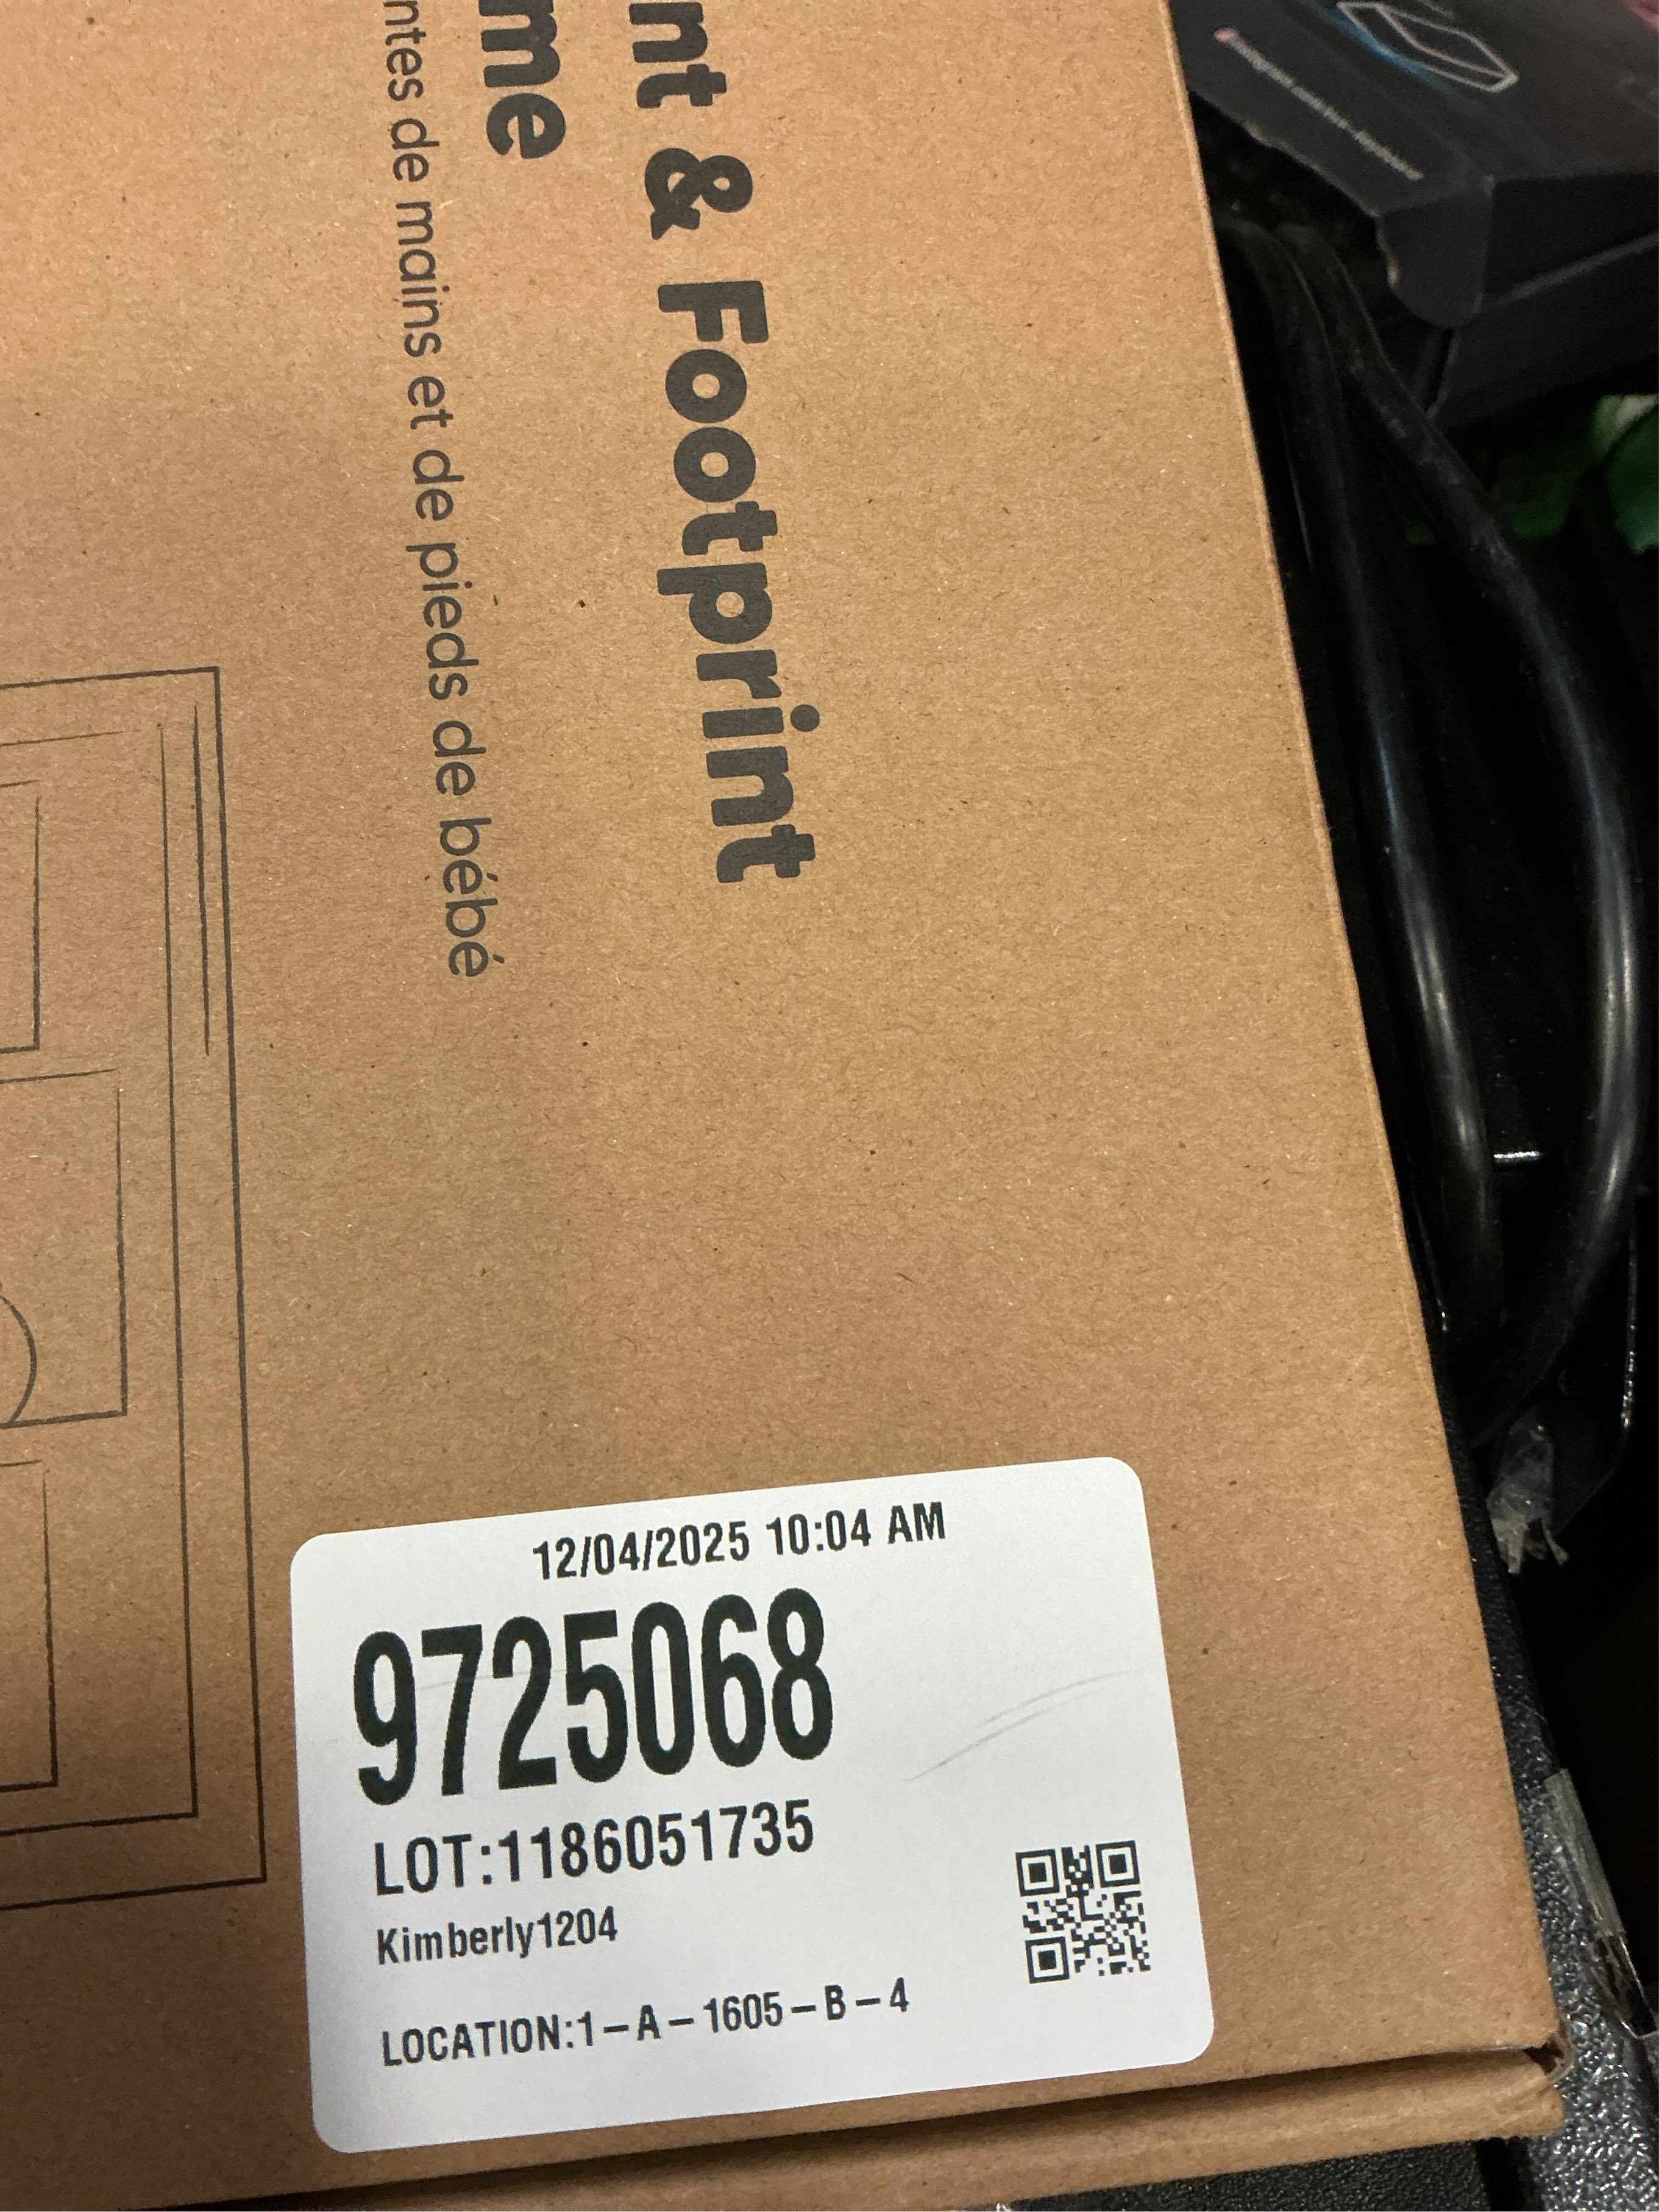 nt & Footprint
me
ntes de mains et de pieds de bébé
12/04/2025 10:04 AM
9725068
LOT:1186051735
Kimberly1204
LOCATION:1-A-1605-B-4